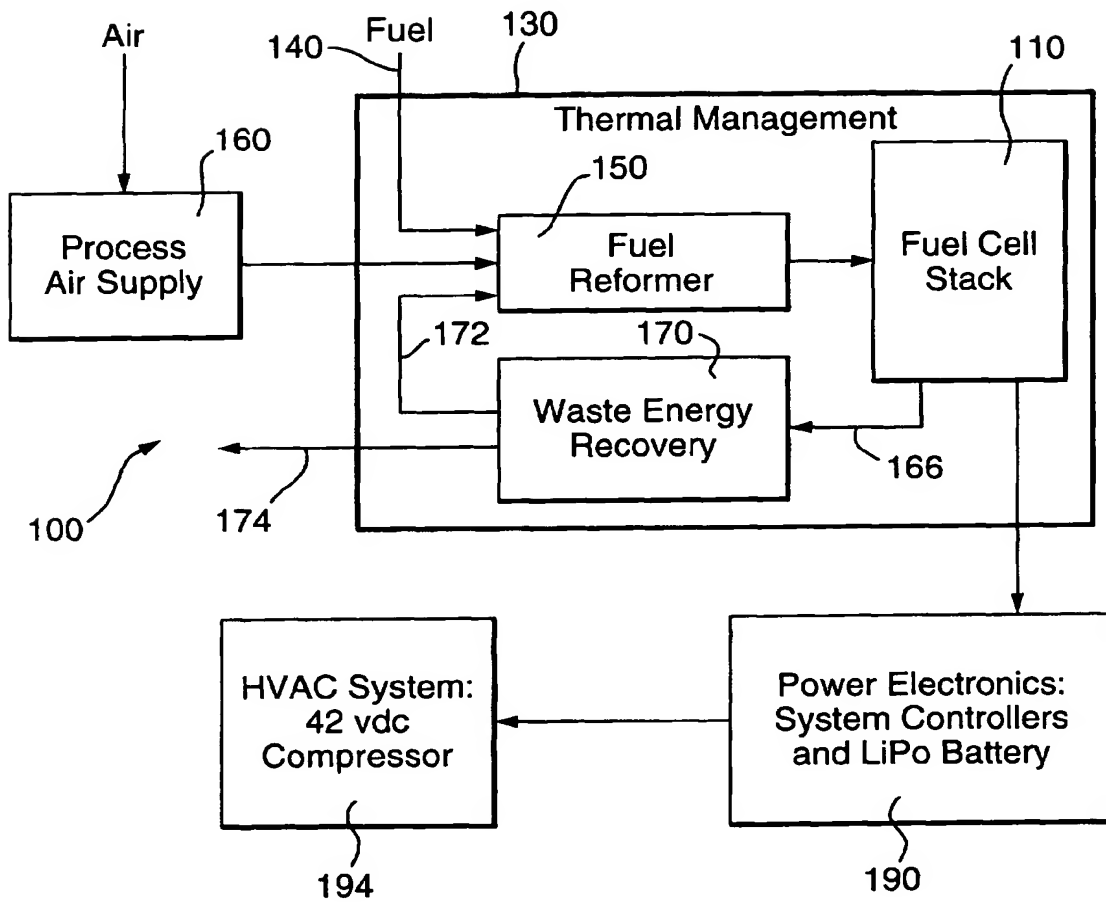 Air
Fuel
140
130
110
Thermal Management
160
150
Process
Air Supply
Fuel
Reformer
Fuel Cell
Stack
172
170
Waste Energy
Recovery
166
100
174
HVAC System:
42 vdc
Compressor
Power Electronics:
System Controllers
and LiPo Battery
194
190